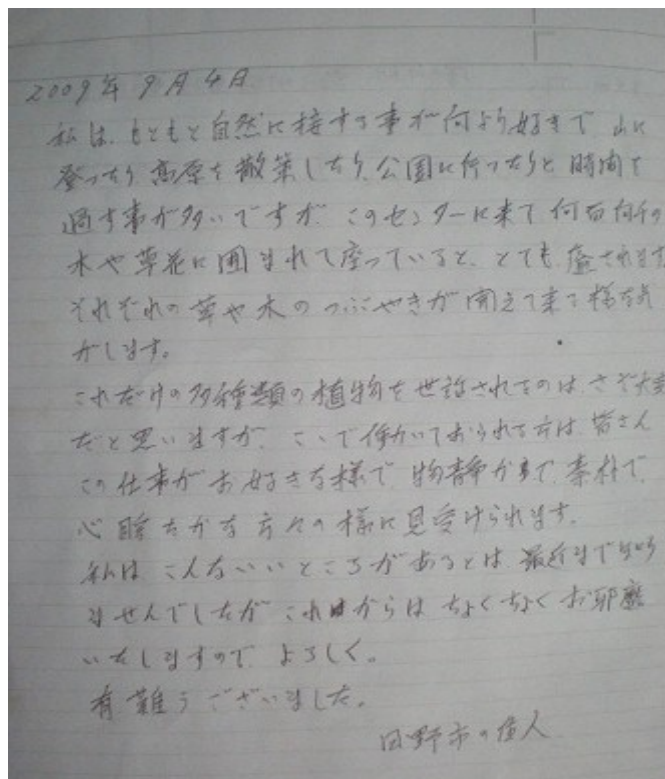 2009年9月4日
私は、もともと自然に接する事が何より好きで 山に
登ったり 高原を散策したり、公園に行ったりと 時間を
過す事が多いですが、このセンターに来て 何百何千の
木や草花に囲まれて座っていると、とても 癒されます
それぞれの草や木のつぶやきが聞えて来る様な気
がします。
これだけの多種類の植物を世話されるのは、さぞ大変
だと思いますが、ここで働いておられる方は、皆さん
この仕事がお好きな様で、物静かで、素朴で、
心豊かな方々の様に見受けられます。
私は こんないいところがあるとは、最近まで知り
ませんでしたが これからは ちょくちょく お邪魔
いたしますので よろしく。
有難うございました。
日野市の住人